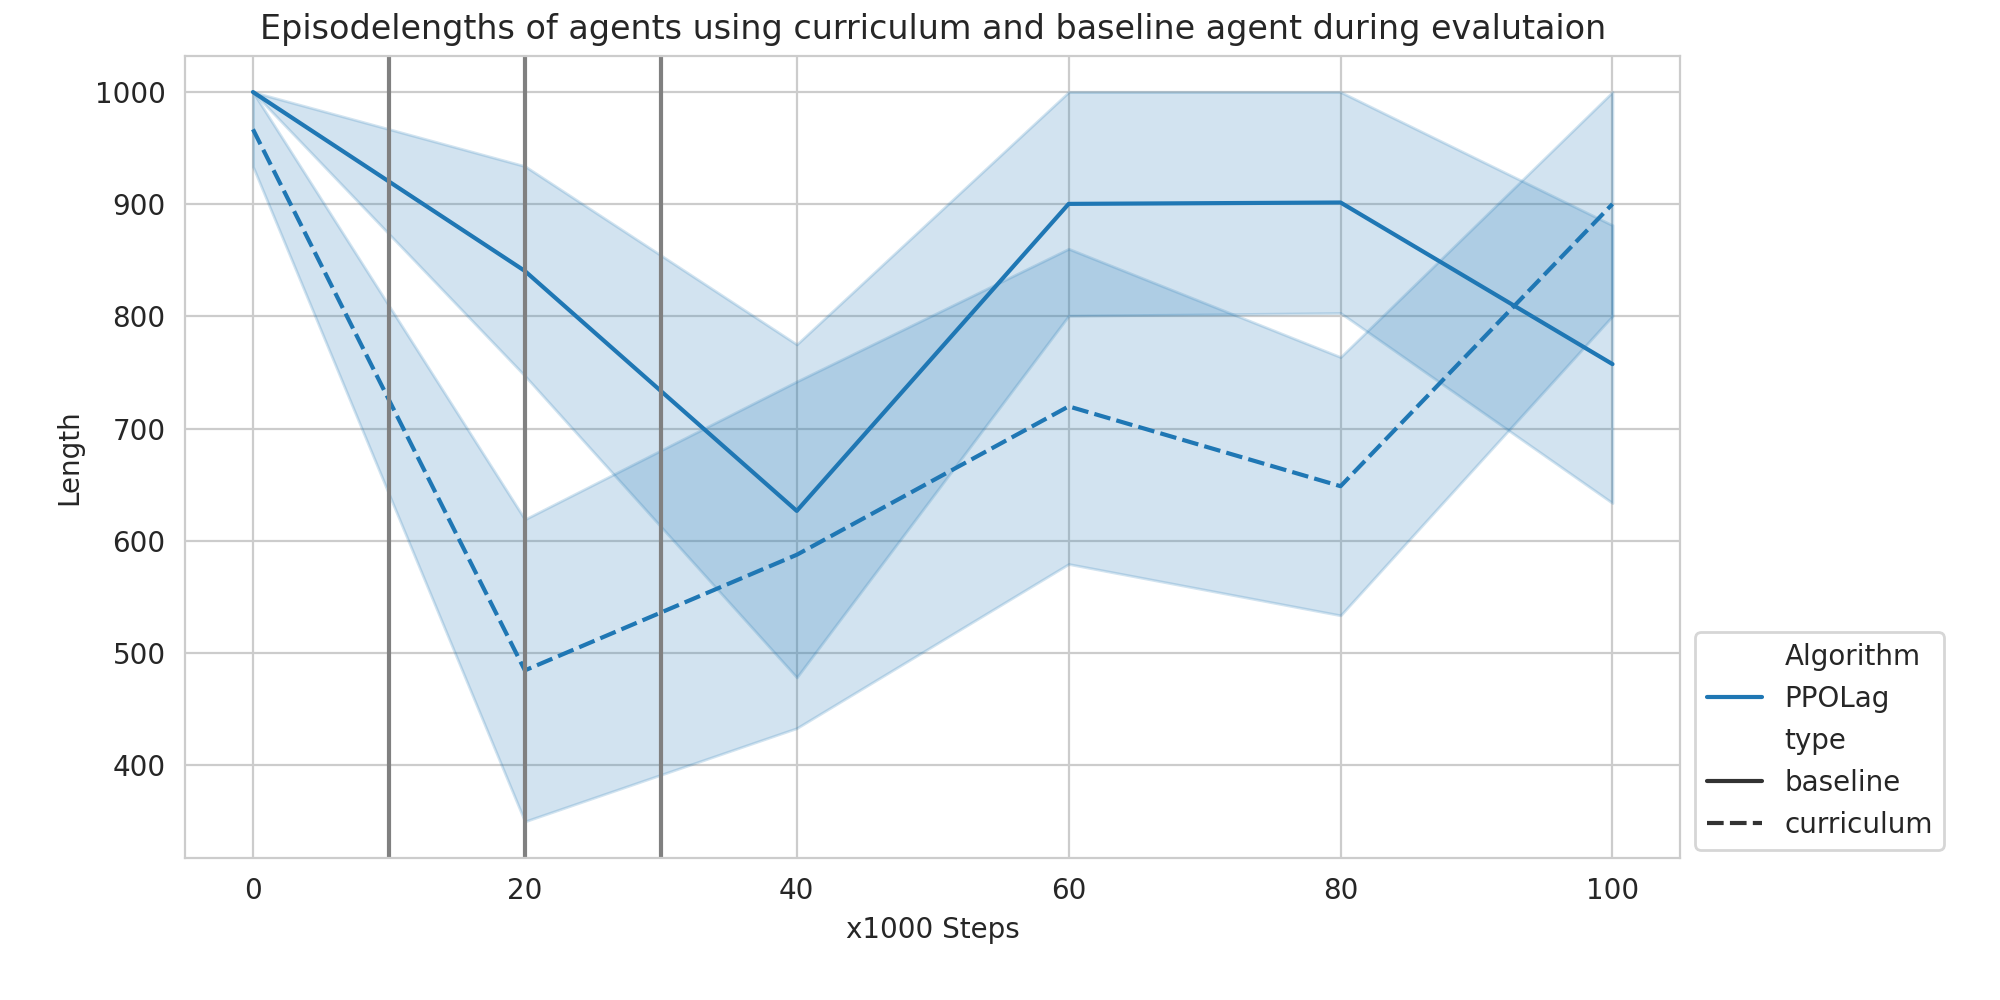 Episodelengths of agents using curriculum and baseline agent during evalutaion
1000
900
800
700
600
500
400
Length
0 20 40 60 80 100
x1000 Steps
Algorithm
PPOLag
type
baseline
curriculum